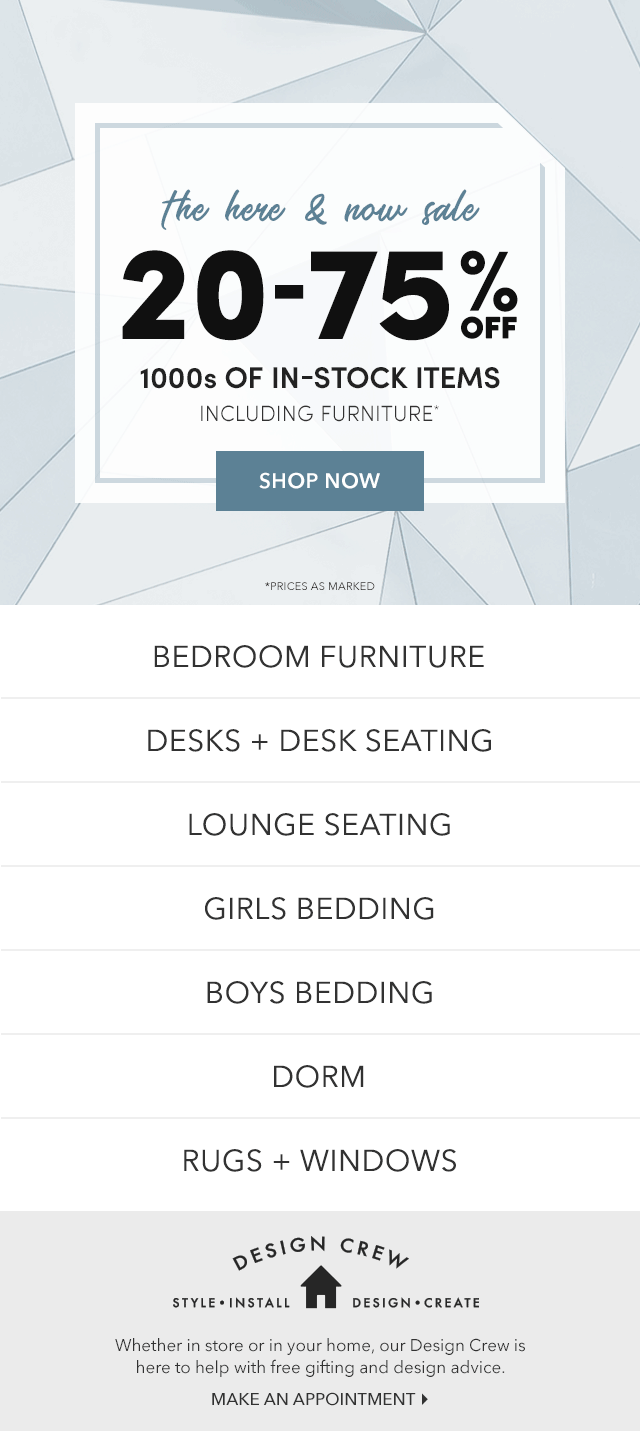 the here & now sale
20-75% OFF
1000s OF IN-STOCK ITEMS
INCLUDING FURNITURE*
SHOP NOW
*PRICES AS MARKED
BEDROOM FURNITURE
DESKS + DESK SEATING
LOUNGE SEATING
GIRLS BEDDING
BOYS BEDDING
DORM
RUGS + WINDOWS
DESIGN CREW
STYLE•INSTALL DESIGN•CREATE
Whether in store or in your home, our Design Crew is
here to help with free gifting and design advice.
MAKE AN APPOINTMENT